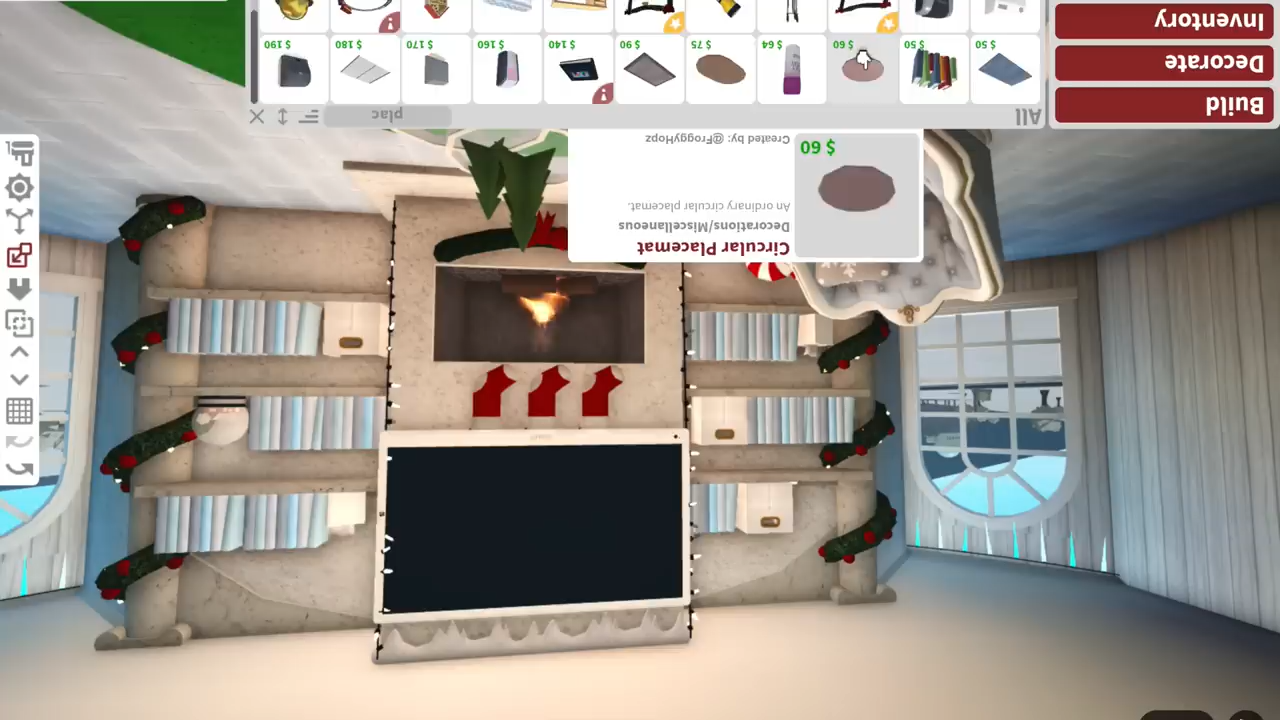 Circular Placemat
Decorations/Miscellaneous
An ordinary circular placemat.
Created by: @FroggyHopz
$ 60
Build
Decorate
Inventory
All
plac
$ 50
$ 50
$ 60
$ 64
$ 75
$ 90
$ 140
$ 160
$ 170
$ 180
$ 190